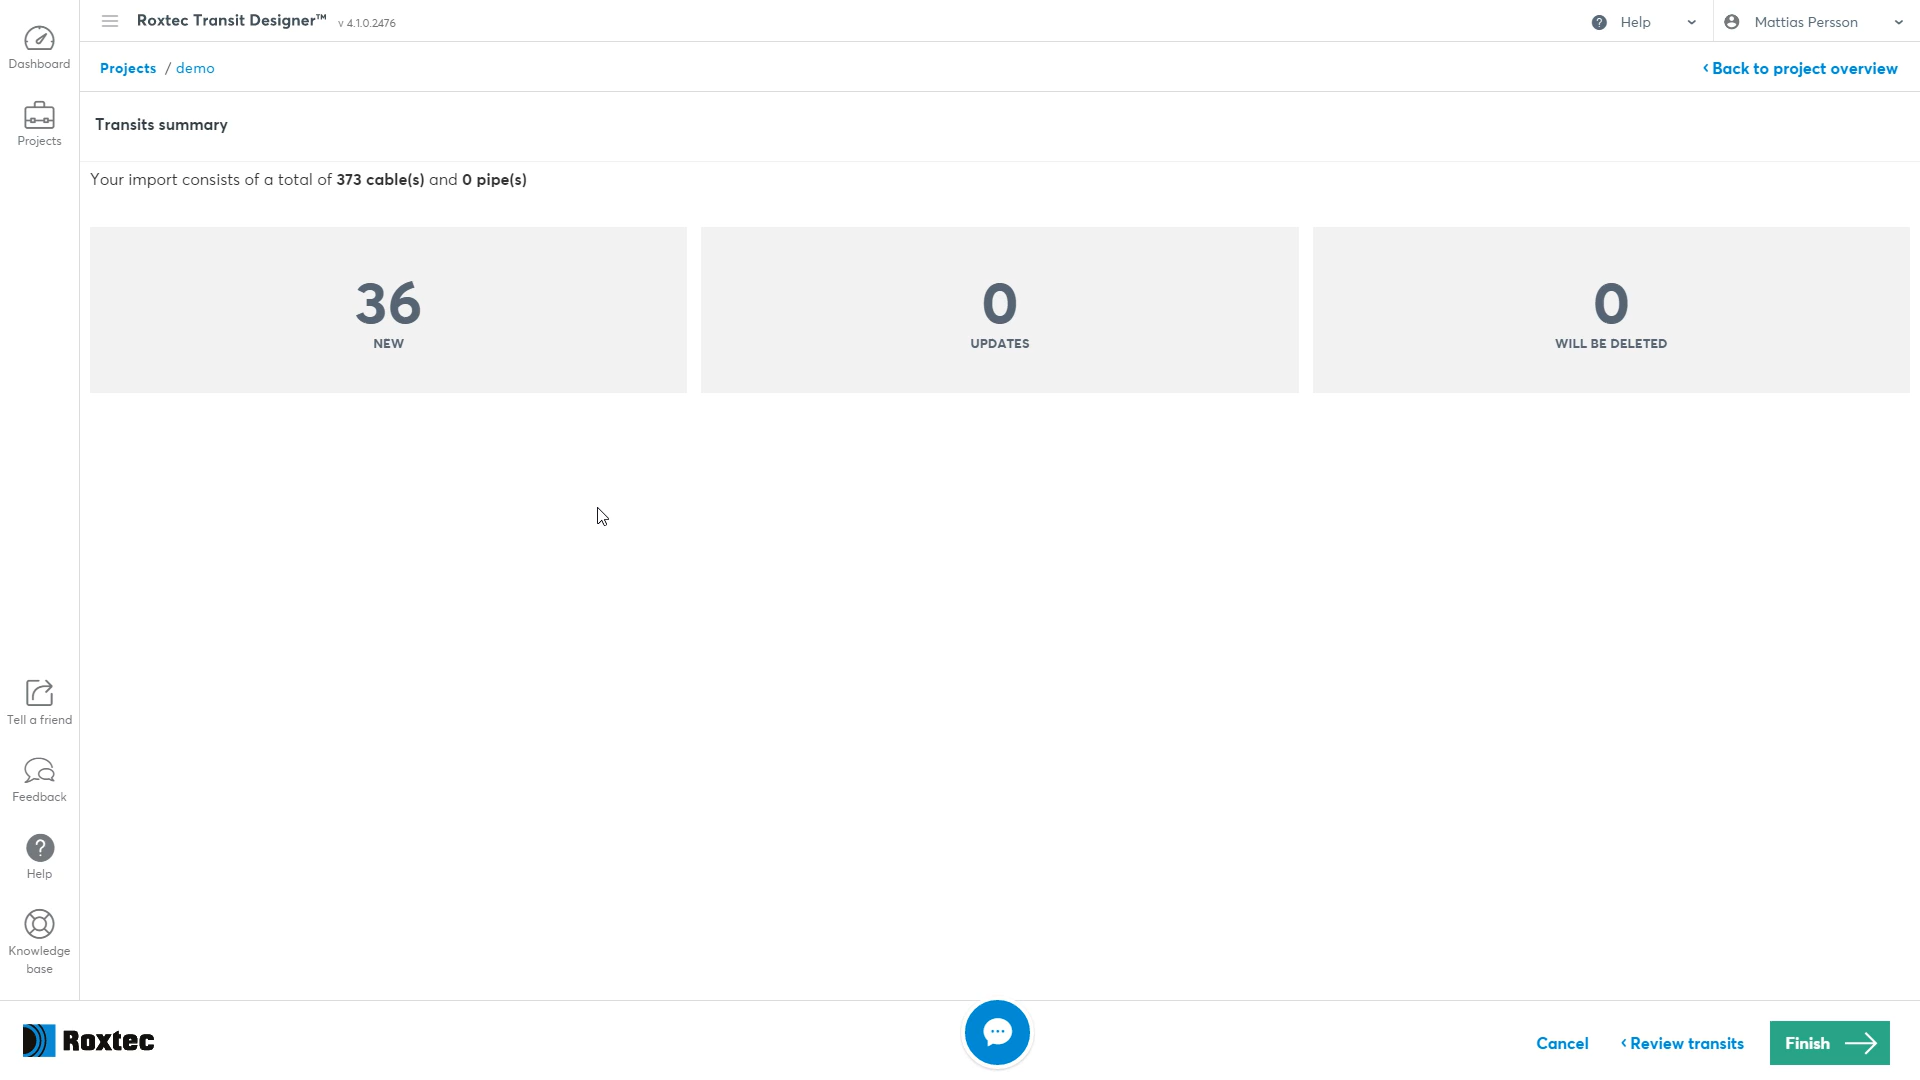 Roxtec Transit Designer™ v 4.1.0.2476
Help
Mattias Persson
Dashboard
Projects / demo
‹ Back to project overview
Projects
Transits summary
Your import consists of a total of 373 cable(s) and 0 pipe(s)
36
NEW
0
UPDATES
0
WILL BE DELETED
Tell a friend
Feedback
Help
Knowledge
base
Roxtec
Cancel
‹ Review transits
Finish